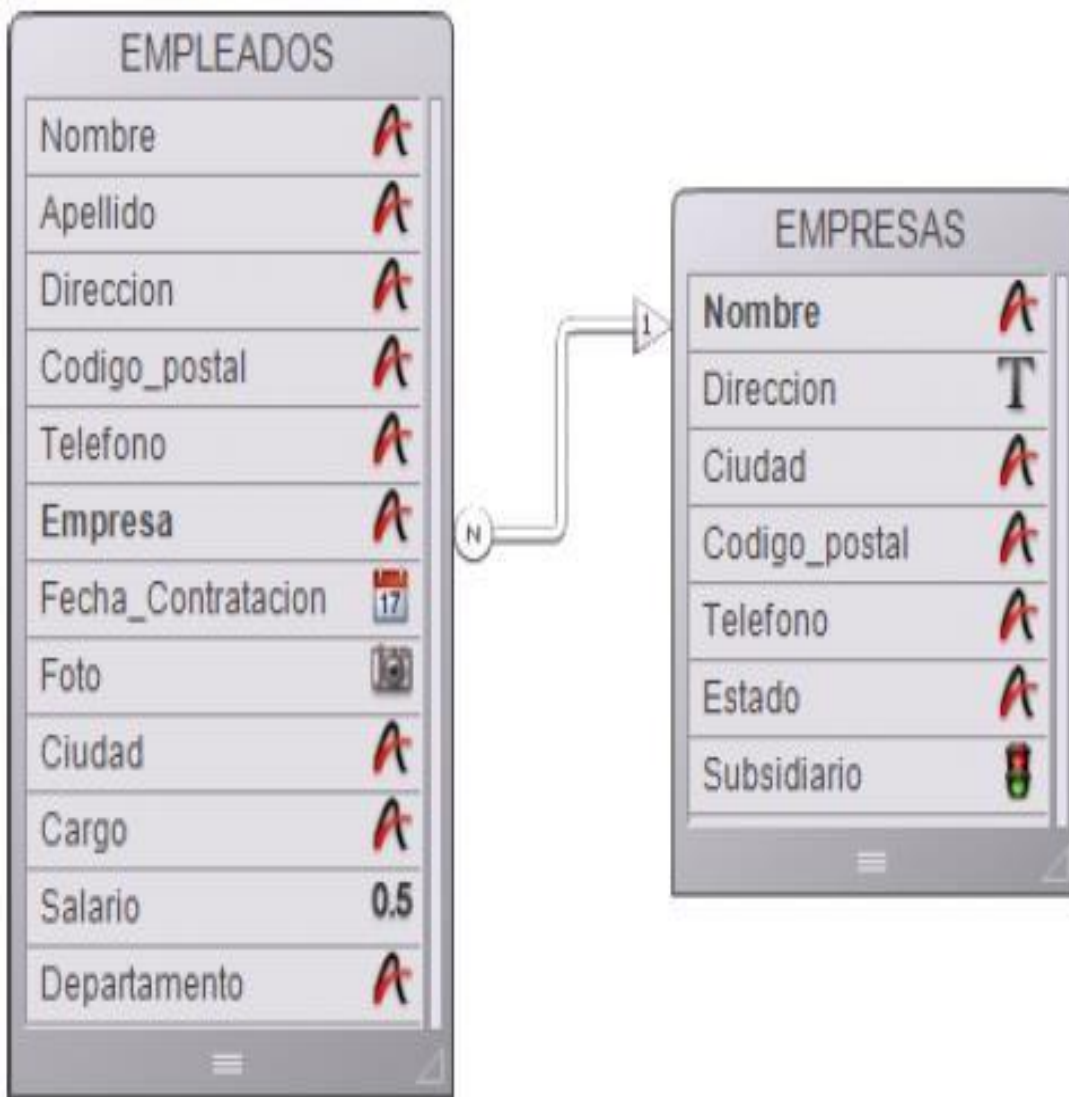 EMPLEADOS
Nombre
Apellido
Direccion
Codigo_postal
Telefono
Empresa
Fecha_Contratacion
17
Foto
Ciudad
Cargo
Salario 0.5
Departamento
N
1
EMPRESAS
Nombre
Direccion T
Ciudad
Codigo_postal
Telefono
Estado
Subsidiario